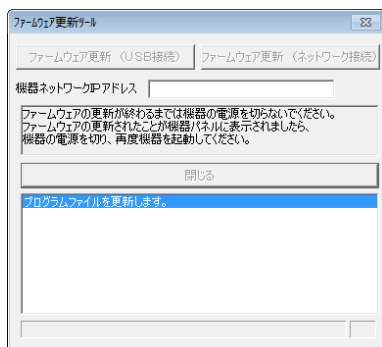 ﾌｧｰﾑｳｪｱ更新ﾂｰﾙ
ファームウェア更新（USB接続）
ファームウェア更新（ネットワーク接続）
機器ネットワークIPアドレス
ファームウェアの更新が終わるまでは機器の電源を切らないでください。
ファームウェアの更新されたことが機器パネルに表示されましたら、
機器の電源を切り、再度機器を起動してください。
閉じる
プログラムファイルを更新します。